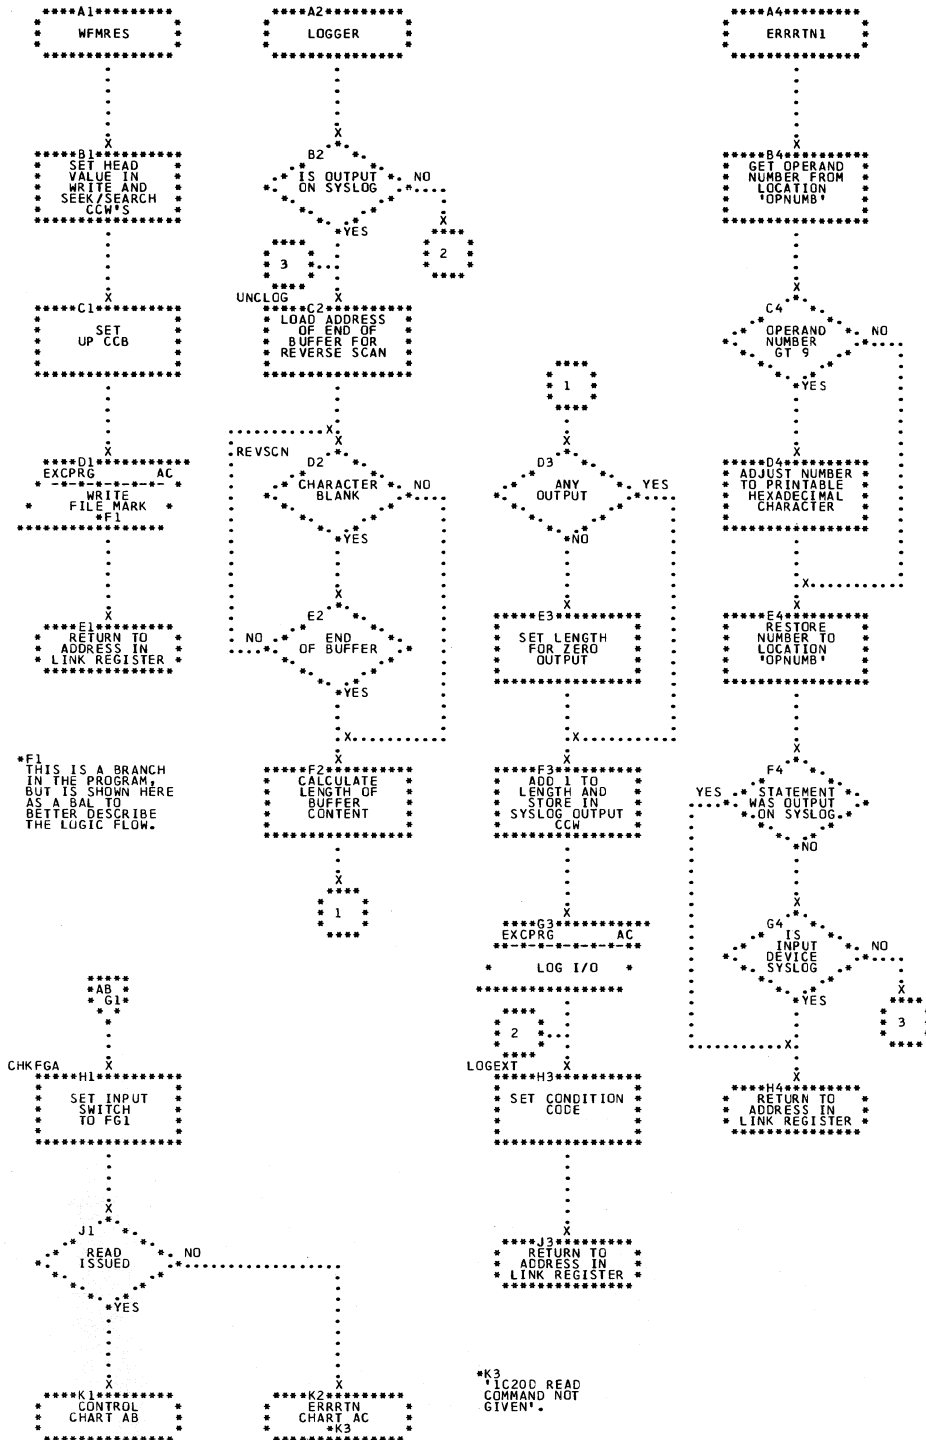 A1
WFMRES
B1
SET HEAD
VALUE IN
WRITE AND
SEEK/SEARCH
CCW'S
C1
SET
UP CCB
D1
EXCPRG AC
WRITE
FILE MARK
*F1
E1
RETURN TO
ADDRESS IN
LINK REGISTER
*F1
THIS IS A BRANCH
IN THE PROGRAM,
BUT IS SHOWN HERE
AS A BAL TO
BETTER DESCRIBE
THE LOGIC FLOW.
AB
G1
CHKFGA
H1
SET INPUT
SWITCH
TO FG1
J1
READ
ISSUED
NO
YES
K1
CONTROL
CHART AB
A2
LOGGER
B2
IS OUTPUT
ON SYSLOG
NO
YES
2
3
UNCLOG
C2
LOAD ADDRESS
OF END OF
BUFFER FOR
REVERSE SCAN
REVSCN
D2
CHARACTER
BLANK
NO
YES
E2
END
OF BUFFER
NO
YES
F2
CALCULATE
LENGTH OF
BUFFER
CONTENT
1
K2
ERRRTN
CHART AC
*K3
1
D3
ANY
OUTPUT
YES
NO
E3
SET LENGTH
FOR ZERO
OUTPUT
F3
ADD 1 TO
LENGTH AND
STORE IN
SYSLOG OUTPUT
CCW
G3
EXCPRG AC
LOG I/O
2
LOGEXT
H3
SET CONDITION
CODE
J3
RETURN TO
ADDRESS IN
LINK REGISTER
*K3
'1C20D READ
COMMAND NOT
GIVEN'.
A4
ERRRTN1
B4
GET OPERAND
NUMBER FROM
LOCATION
'OPNUMB'
C4
OPERAND
NUMBER
GT 9
NO
YES
D4
ADJUST NUMBER
TO PRINTABLE
HEXADECIMAL
CHARACTER
E4
RESTORE
NUMBER TO
LOCATION
'OPNUMB'
F4
STATEMENT
WAS OUTPUT
ON SYSLOG
YES
NO
G4
IS
INPUT
DEVICE
SYSLOG
NO
YES
3
H4
RETURN TO
ADDRESS IN
LINK REGISTER